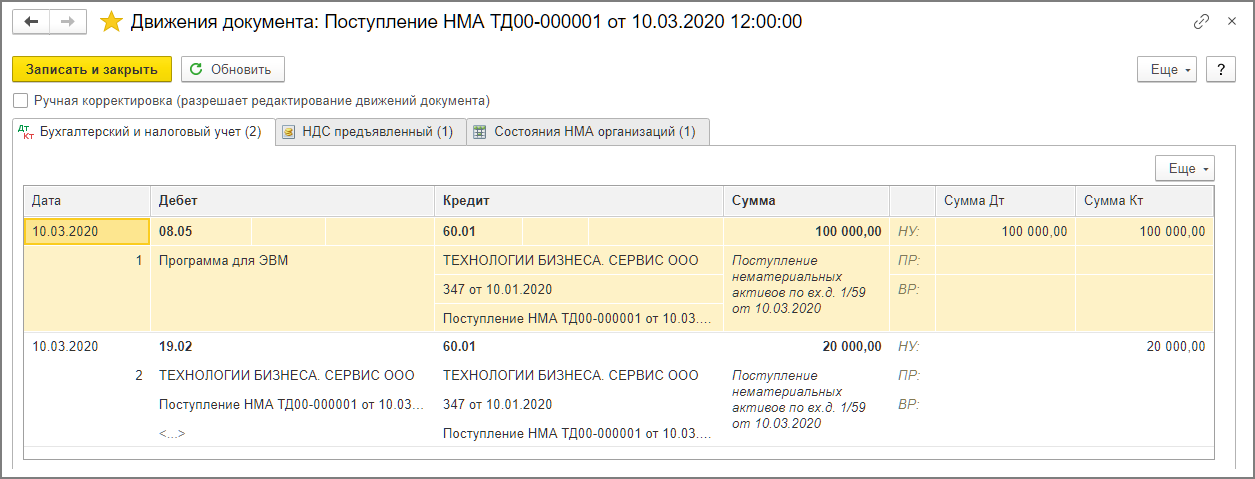 Движения документа: Поступление НМА ТД00-000001 от 10.03.2020 12:00:00
Записать и закрыть Обновить Еще ?
Ручная корректировка (разрешает редактирование движений документа)
Дт Кт Бухгалтерский и налоговый учет (2) НДС предъявленный (1) Состояния НМА организаций (1)
Еще
Дата Дебет Кредит Сумма Сумма Дт Сумма Кт
10.03.2020 08.05 60.01 100 000,00 НУ: 100 000,00 100 000,00
1 Программа для ЭВМ ТЕХНОЛОГИИ БИЗНЕСА. СЕРВИС ООО Поступление ПР:
нематериальных
347 от 10.01.2020 активов по вх.д. 1/59 ВР:
от 10.03.2020
Поступление НМА ТД00-000001 от 10.03....
10.03.2020 19.02 60.01 20 000,00 НУ: 20 000,00
2 ТЕХНОЛОГИИ БИЗНЕСА. СЕРВИС ООО ТЕХНОЛОГИИ БИЗНЕСА. СЕРВИС ООО Поступление ПР:
нематериальных
Поступление НМА ТД00-000001 от 10.03... 347 от 10.01.2020 активов по вх.д. 1/59 ВР:
от 10.03.2020
<...> Поступление НМА ТД00-000001 от 10.03....